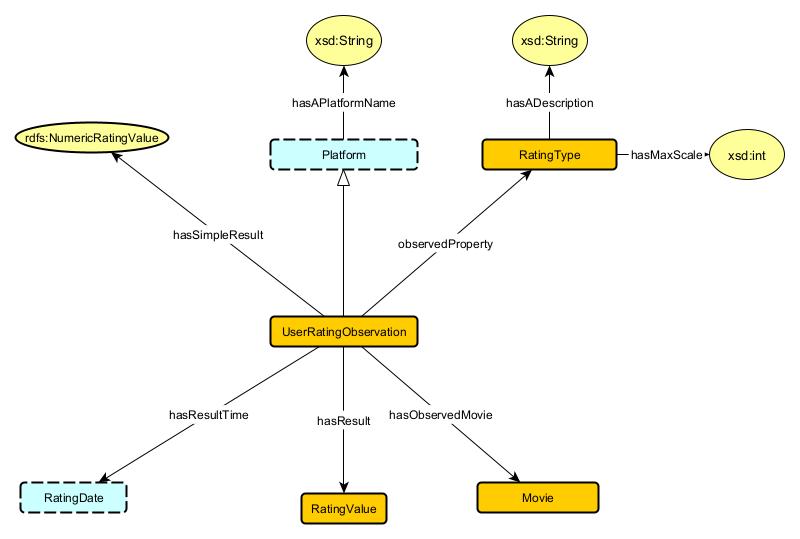 xsd:String
xsd:String
hasAPlatformName
hasADescription
rdfs:NumericRatingValue
Platform
RatingType
hasMaxScale
xsd:int
hasSimpleResult
observedProperty
UserRatingObservation
hasResultTime
hasResult
hasObservedMovie
RatingDate
RatingValue
Movie